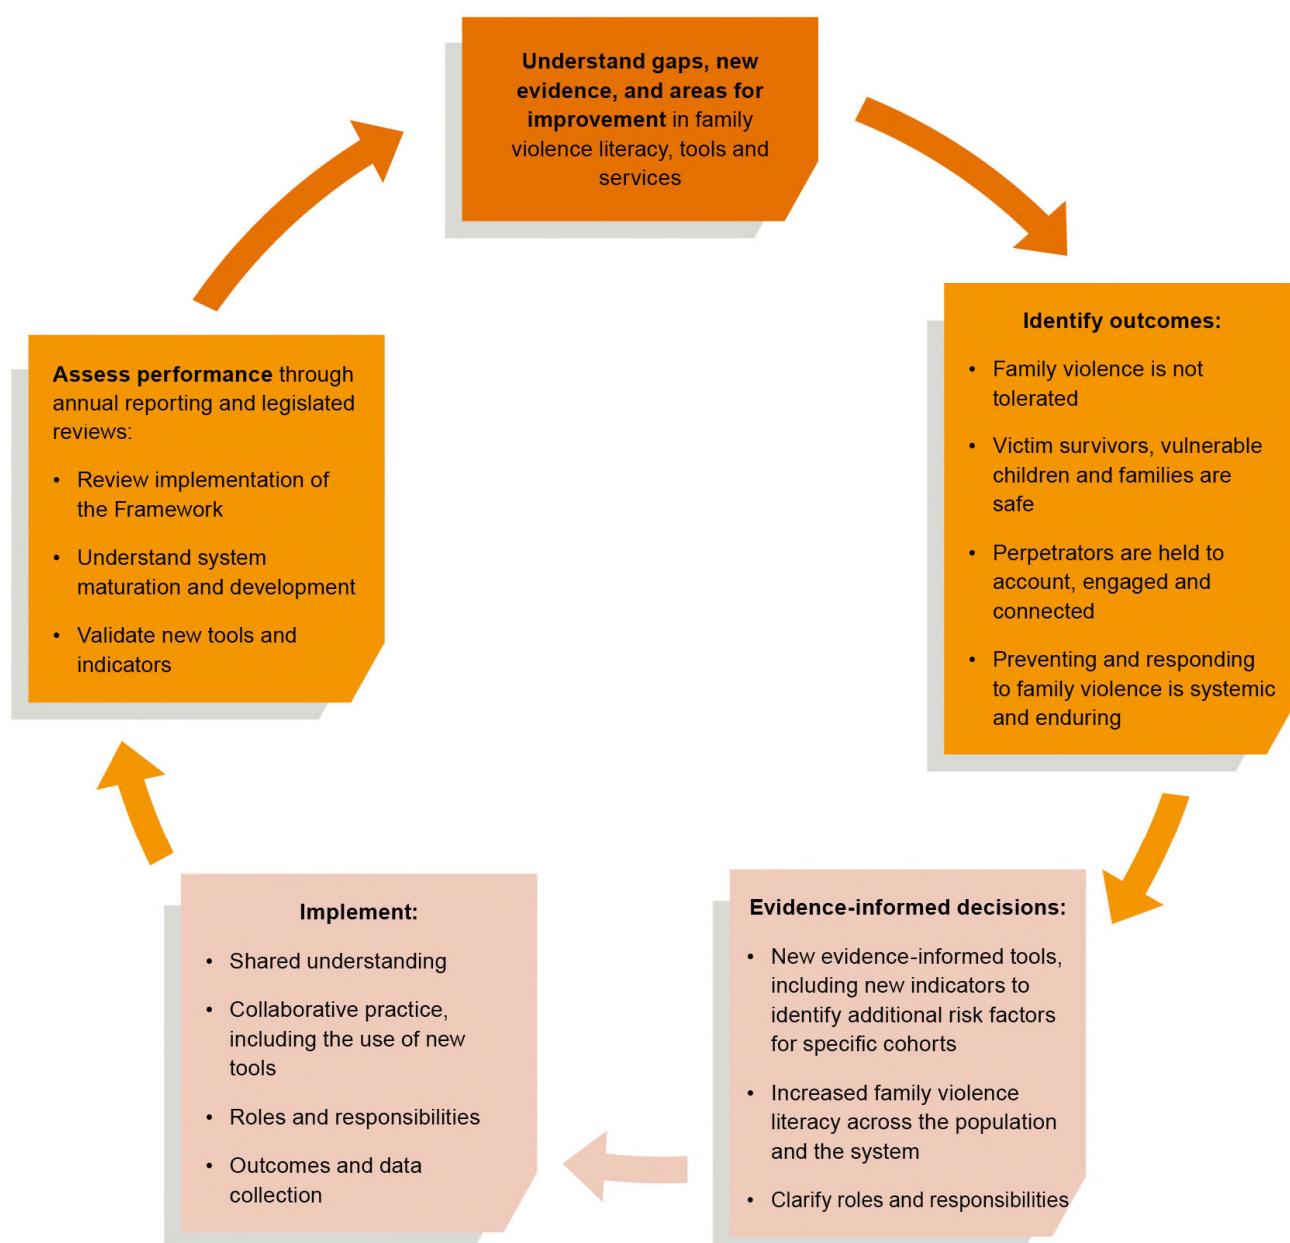 Understand gaps, new
evidence, and areas for
improvement in family
violence literacy, tools and
services
Identify outcomes:
• Family violence is not
tolerated
• Victim survivors, vulnerable
children and families are
safe
• Perpetrators are held to
account, engaged and
connected
• Preventing and responding
to family violence is systemic
and enduring
Evidence-informed decisions:
• New evidence-informed tools,
including new indicators to
identify additional risk factors
for specific cohorts
• Increased family violence
literacy across the population
and the system
• Clarify roles and responsibilities
Implement:
• Shared understanding
• Collaborative practice,
including the use of new
tools
• Roles and responsibilities
• Outcomes and data
collection
Assess performance through
annual reporting and legislated
reviews:
• Review implementation of
the Framework
• Understand system
maturation and development
• Validate new tools and
indicators